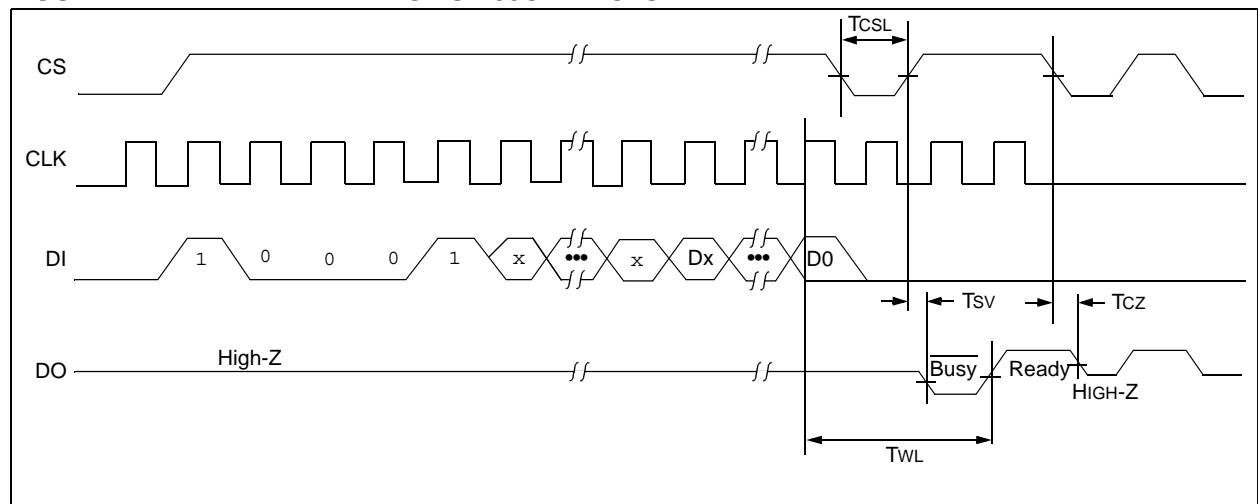 TCSL
CS
CLK
DI
1 0 0 0 1 x ••• x Dx ••• D0
TSV
TCZ
High-Z
DO
Busy
Ready
HIGH-Z
TWL